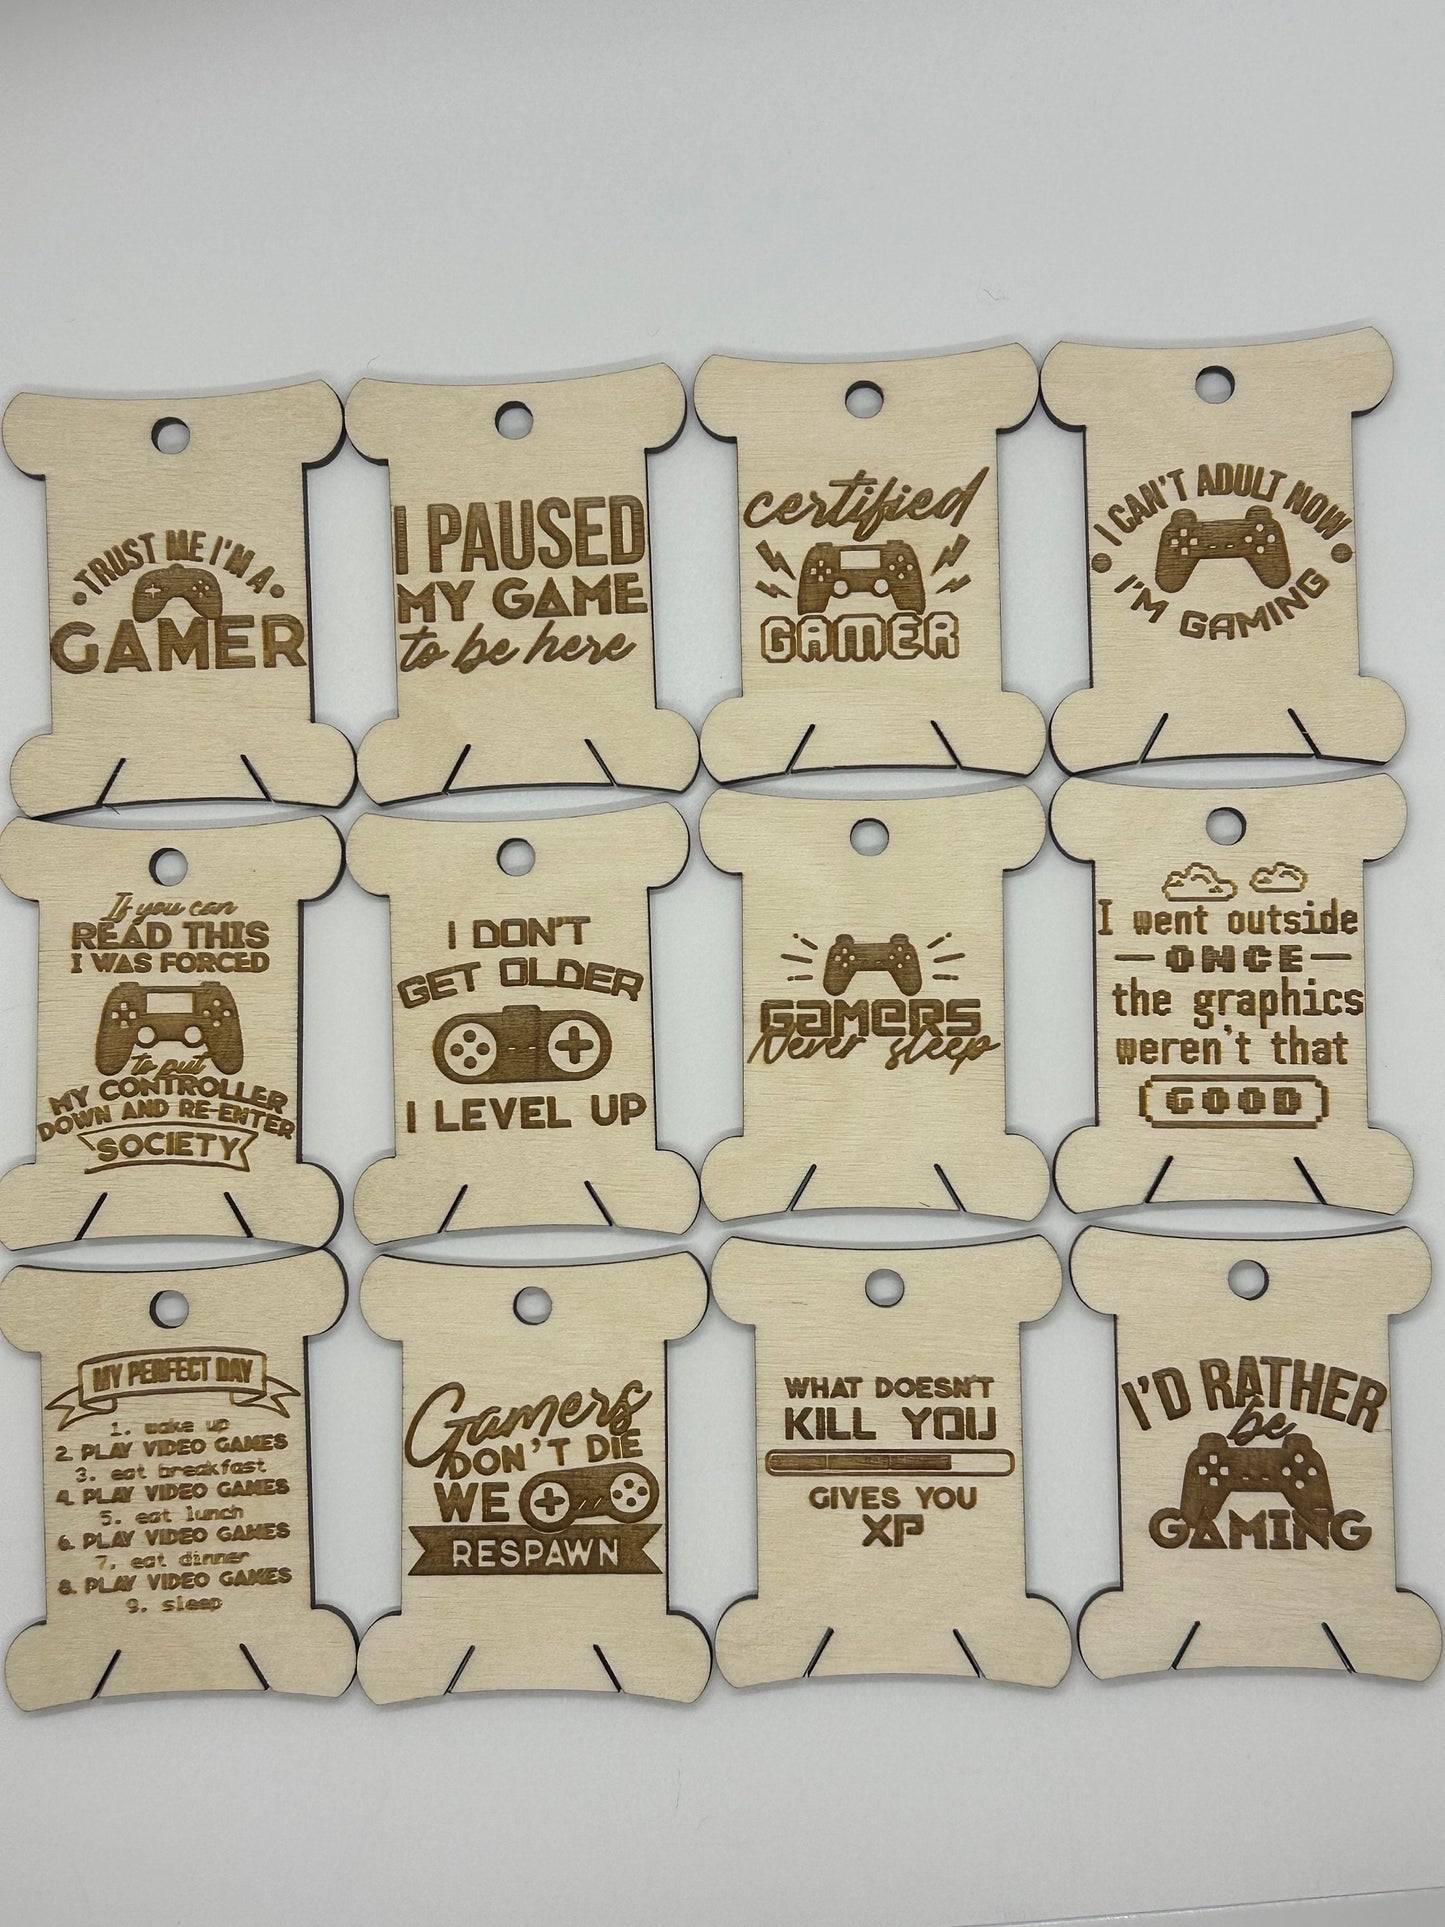 TRUST ME I'M A
GAMER
I PAUSED
MY GAME
to be here
certified
GAMER
I CAN'T ADULT NOW
I'M GAMING
If you can
READ THIS
I WAS FORCED
to put
MY CONTROLLER
DOWN AND RE-ENTER
SOCIETY
I DON'T
GET OLDER
I LEVEL UP
GAMERS
Never sleep
I went outside
ONCE
the graphics
weren't that
GOOD
MY PERFECT DAY
1. wake up
2. PLAY VIDEO GAMES
3. eat breakfast
4. PLAY VIDEO GAMES
5. eat lunch
6. PLAY VIDEO GAMES
7. eat dinner
8. PLAY VIDEO GAMES
9. sleep
Gamers
DON'T DIE
WE
RESPAWN
WHAT DOESN'T
KILL YOU
GIVES YOU
XP
I'D RATHER
be
GAMING